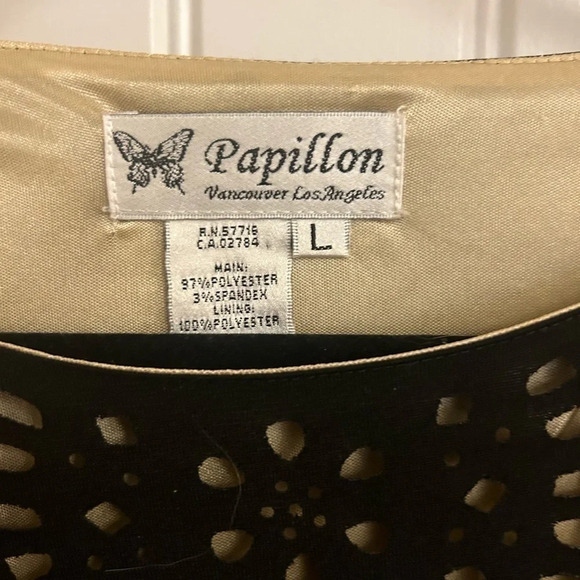 Papillon
Vancouver Los Angeles
R.N.57716
C.A.02784
L
MAIN:
97%POLYESTER
3%SPANDEX
LINING:
100%POLYESTER